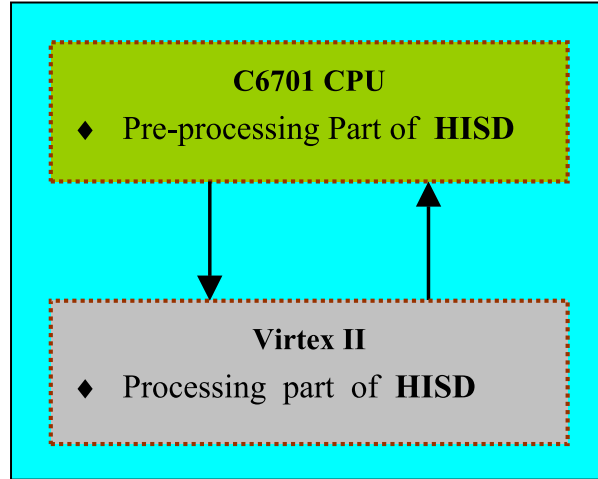 C6701 CPU
♦ Pre-processing Part of HISD
Virtex II
♦ Processing part of HISD